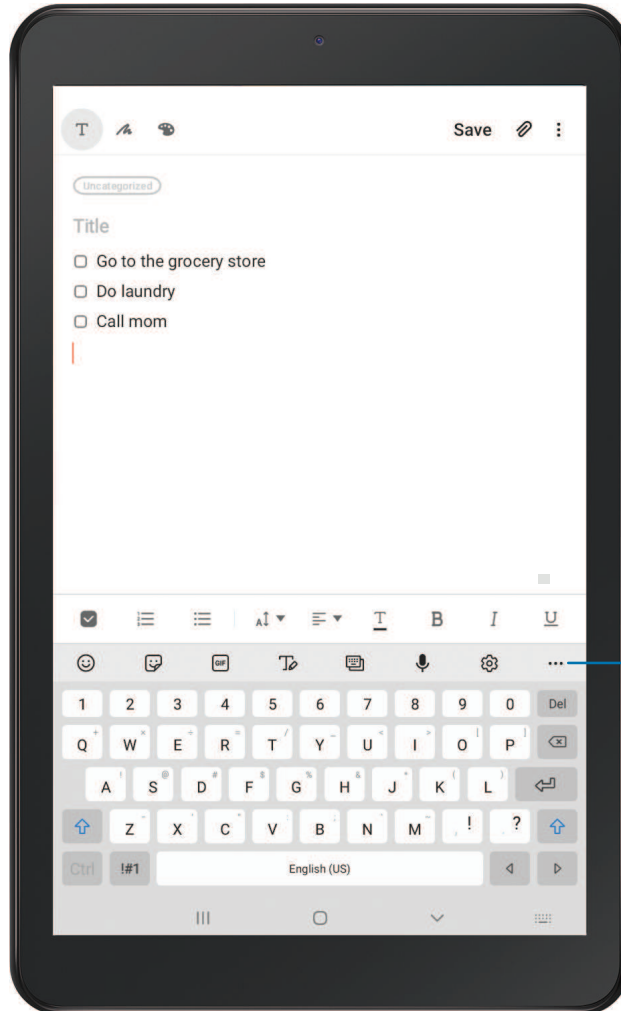 T Save
Uncategorized
Title
Go to the grocery store
Do laundry
Call mom
A T B I U
GIF T
1 2 3 4 5 6 7 8 9 0 Del
Q W E R T Y U I O P
A S D F G H J K L
Z X C V B N M , ! . ?
Ctrl !#1 English (US)